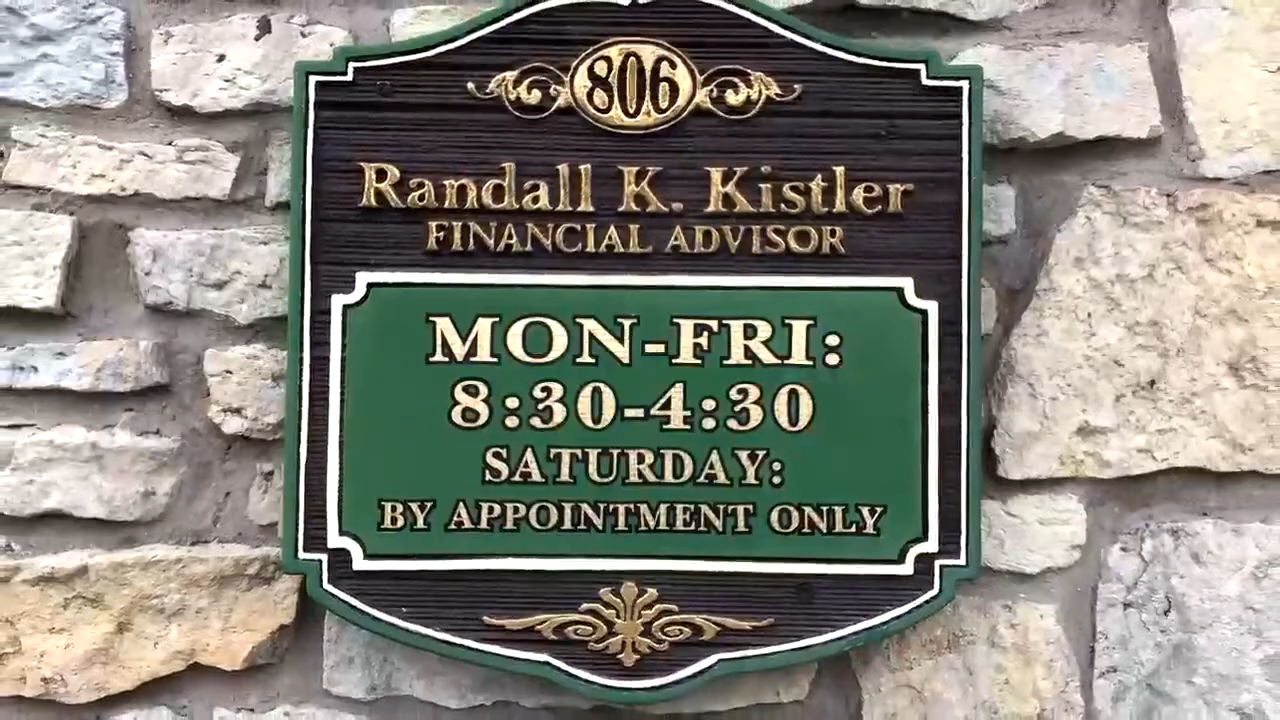 806
Randall K. Kistler
FINANCIAL ADVISOR
MON-FRI:
8:30-4:30
SATURDAY:
BY APPOINTMENT ONLY